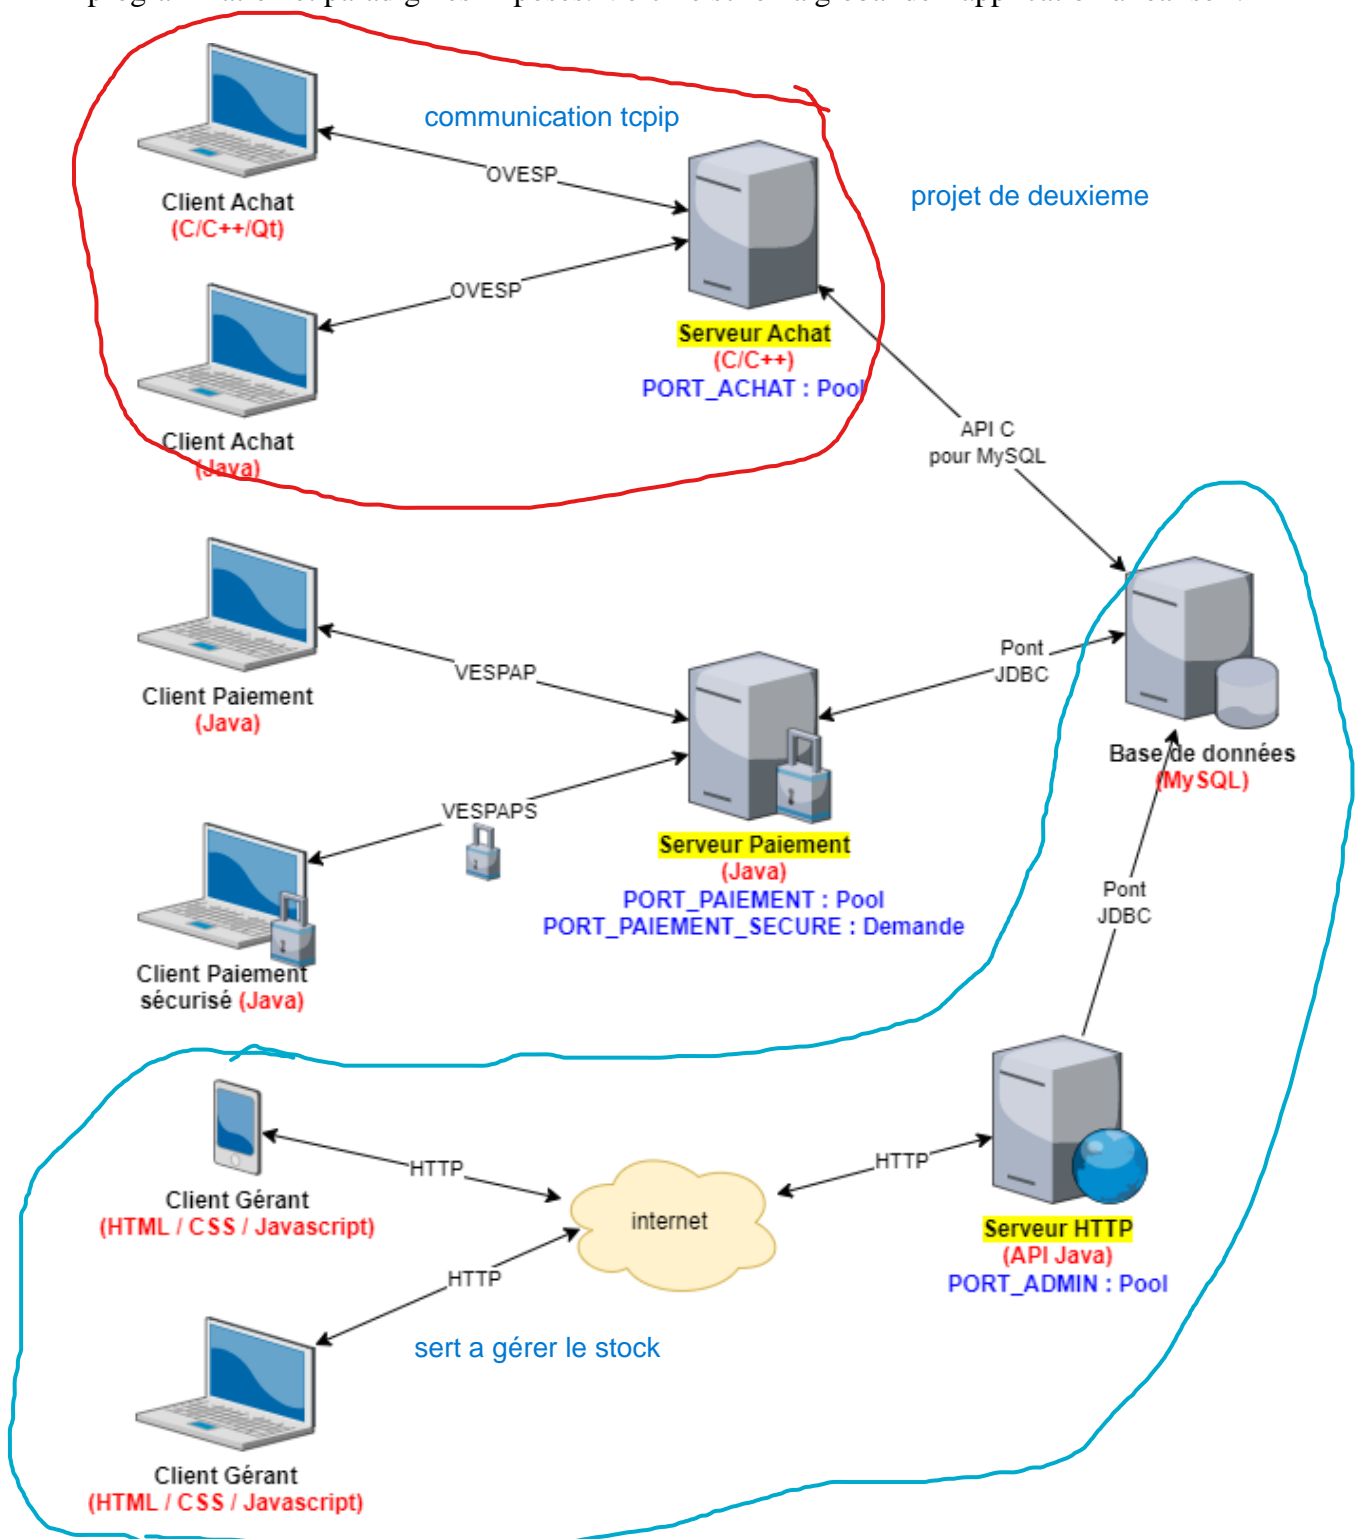 communication tcpip
OVESP
Client Achat
(C/C++/Qt)
projet de deuxieme
OVESP
Serveur Achat
(C/C++)
PORT_ACHAT : Pool
Client Achat
(Java)
API C
pour MySQL
Pont
JDBC
VESPAP
Client Paiement
(Java)
Base de données
(MySQL)
VESPAPS
Serveur Paiement
(Java)
PORT_PAIEMENT : Pool
PORT_PAIEMENT_SECURE : Demande
Pont
JDBC
Client Paiement
sécurisé (Java)
HTTP
HTTP
Client Gérant
(HTML / CSS / Javascript)
internet
Serveur HTTP
(API Java)
PORT_ADMIN : Pool
HTTP
sert a gérer le stock
Client Gérant
(HTML / CSS / Javascript)